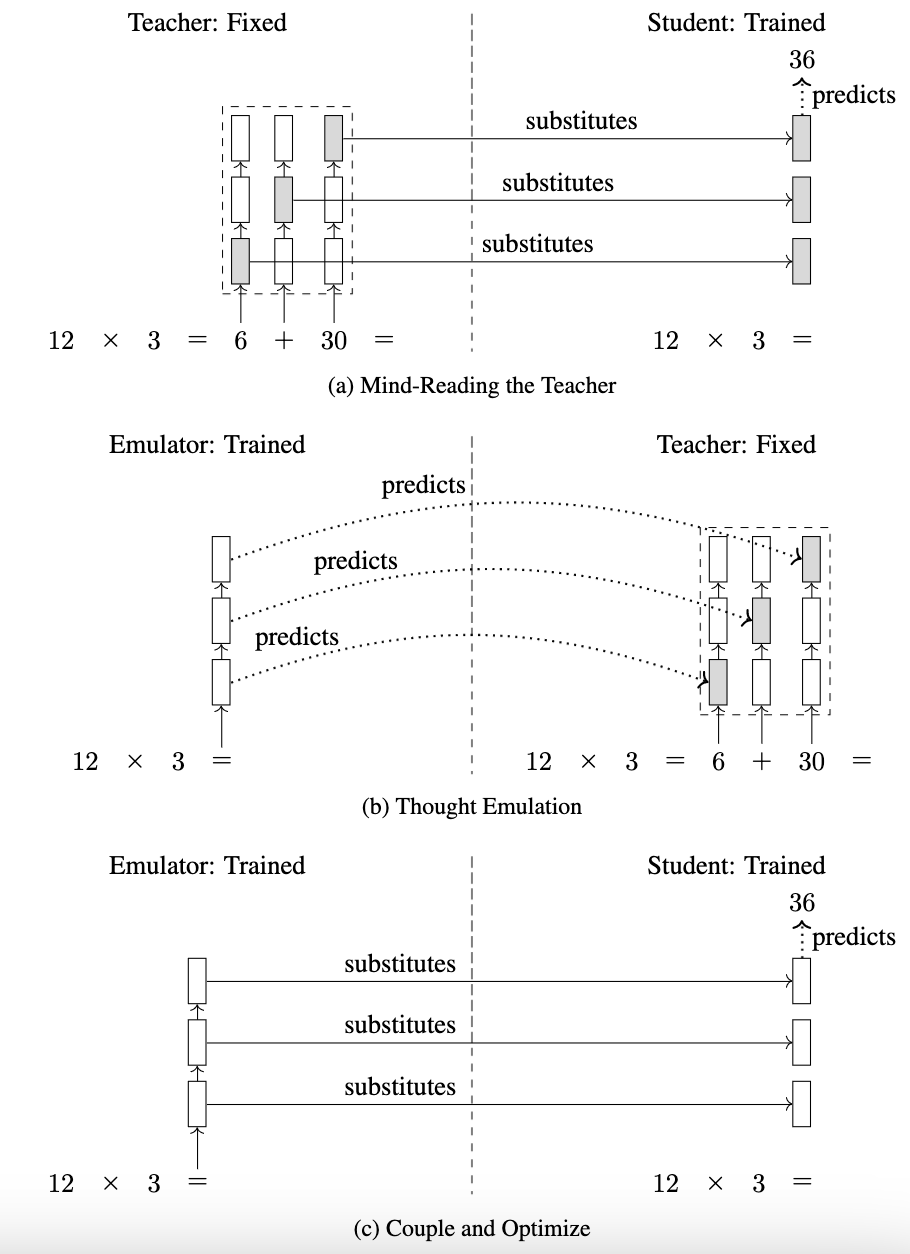 Teacher: Fixed
Student: Trained
36
predicts
substitutes
substitutes
substitutes
12 × 3 = 6 + 30 =
12 × 3 =
(a) Mind-Reading the Teacher
Emulator: Trained
Teacher: Fixed
predicts
predicts
predicts
12 × 3 =
12 × 3 = 6 + 30 =
(b) Thought Emulation
Emulator: Trained
Student: Trained
36
predicts
substitutes
substitutes
substitutes
12 × 3 =
12 × 3 =
(c) Couple and Optimize